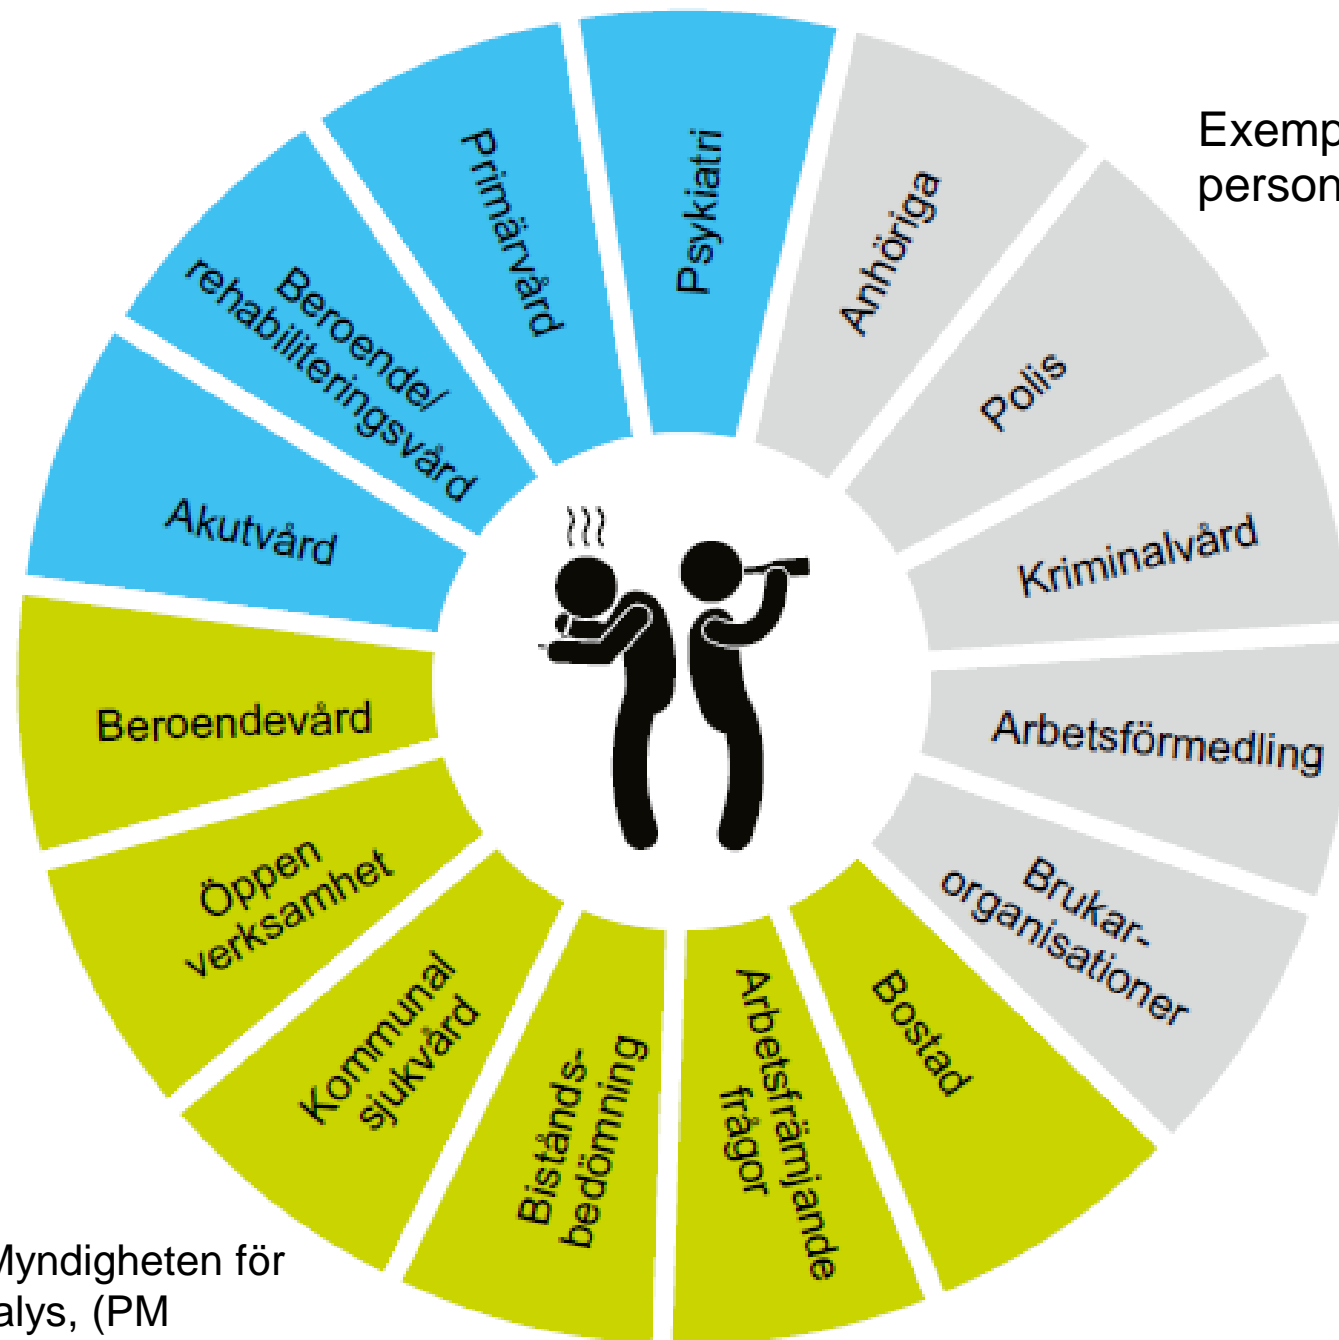 Exemp
person
Psykiatri
Anhöriga
Polis
Kriminalvård
Arbetsförmedling
Brukar-
organisationer
Bostad
Arbetsfrämjande
frågor
Bistånds-
bedömning
Kommunal
sjukvård
Öppen
verksamhet
Beroendevård
Akutvård
Beroende/
rehabiliteringsvård
Primärvård
Myndigheten för
alys, (PM